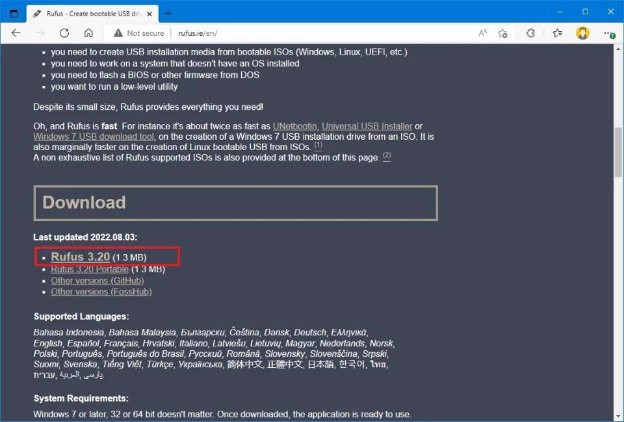 Rufus - Create bootable USB driv
Not secure | rufus.ie/en/
• you need to create USB installation media from bootable ISOs (Windows, Linux, UEFI, etc.)
• you need to work on a system that doesn't have an OS installed
• you need to flash a BIOS or other firmware from DOS
• you want to run a low-level utility
Despite its small size, Rufus provides everything you need!
Oh, and Rufus is fast. For instance it's about twice as fast as UNetbootin, Universal USB Installer or
Windows 7 USB download tool, on the creation of a Windows 7 USB installation drive from an ISO. It is
also marginally faster on the creation of Linux bootable USB from ISOs. (1)
A non exhaustive list of Rufus supported ISOs is also provided at the bottom of this page. (2)
Download
Last updated 2022.08.03:
• Rufus 3.20 (1.3 MB)
• Rufus 3.20 Portable (1.3 MB)
• Other versions (GitHub)
• Other versions (FossHub)
Supported Languages:
Bahasa Indonesia, Bahasa Malaysia, Български, Čeština, Dansk, Deutsch, Ελληνικά,
English, Español, Français, Hrvatski, Italiano, Latviešu, Lietuvių, Magyar, Nederlands, Norsk,
Polski, Português, Português do Brasil, Русский, Română, Slovensky, Slovenščina, Srpski,
Suomi, Svenska, Tiếng Việt, Türkçe, Українська, 简体中文, 正體中文, 日本語, 한국어, ไทย,
עברית, العربية, پارسی.
System Requirements:
Windows 7 or later, 32 or 64 bit doesn't matter. Once downloaded, the application is ready to use.